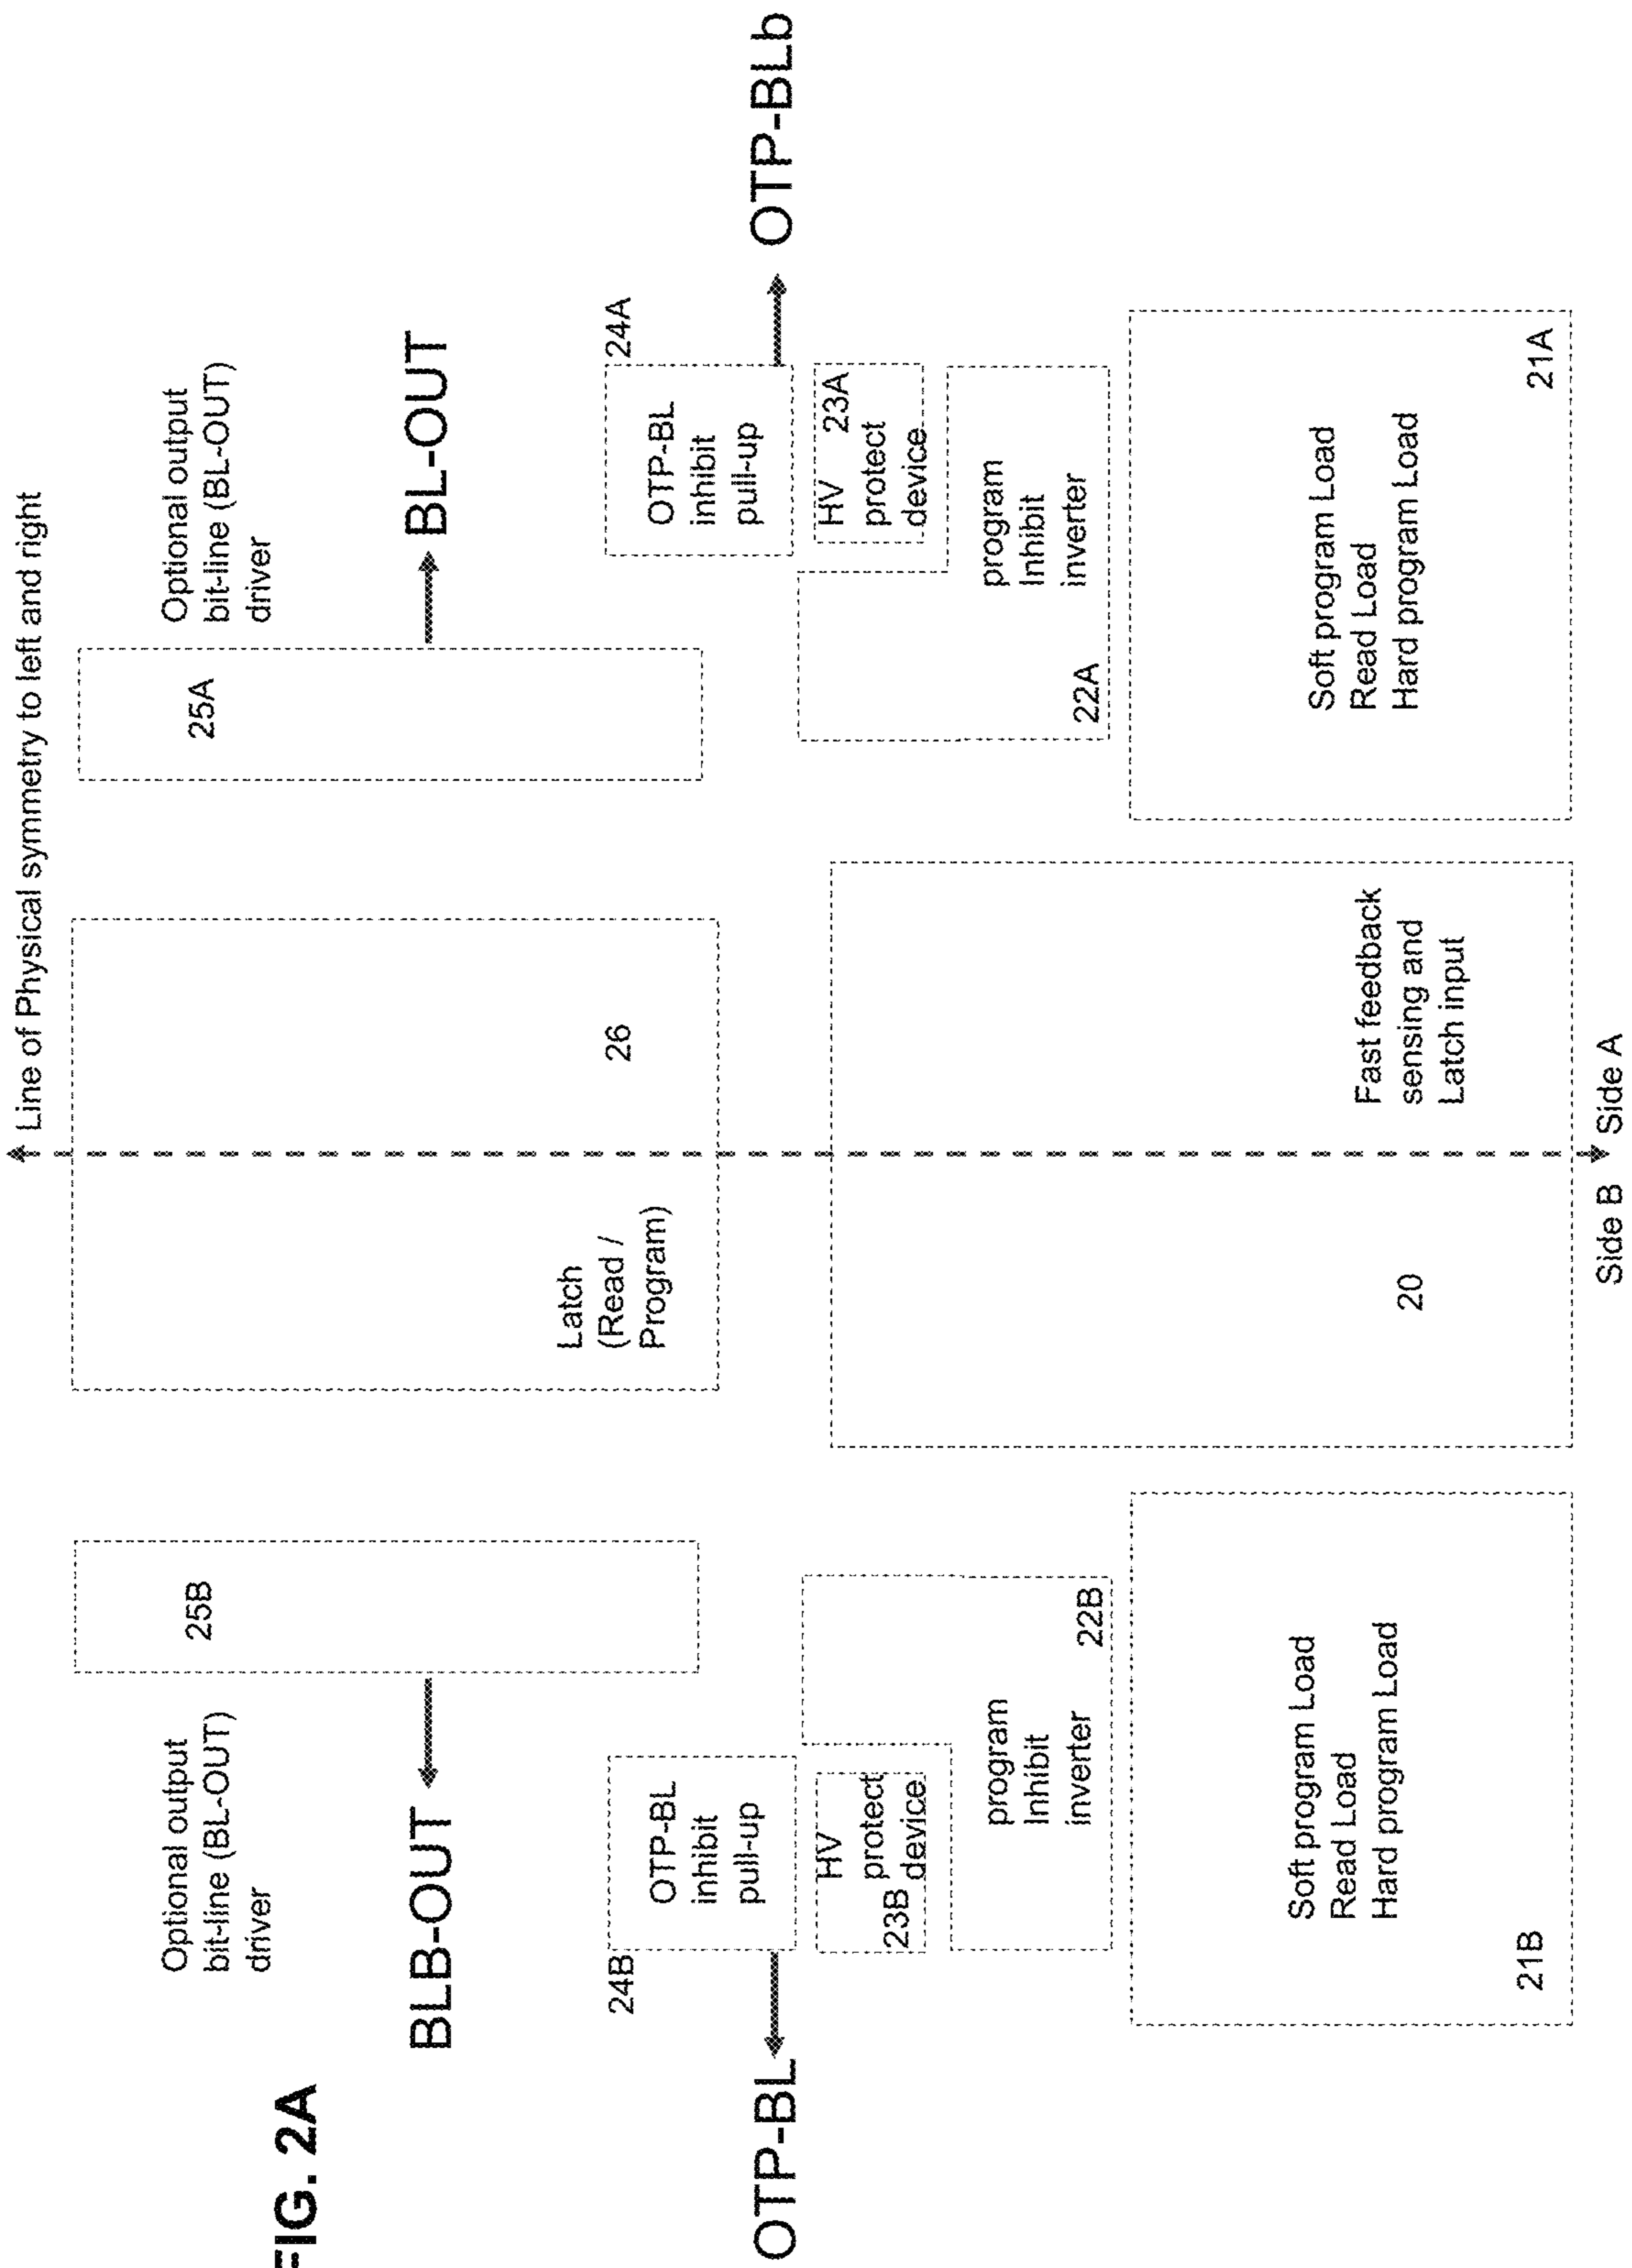 FIG. 2A
Line of Physical symmetry to left and right
Optional output
bit-line (BL-OUT)
driver
25B
BLB-OUT
Latch
(Read /
Program)
26
25A
Optional output
bit-line (BL-OUT)
driver
BL-OUT
24B
OTP-BL
inhibit
pull-up
OTP-BL
HV
protect
device
23B
program
Inhibit
inverter
22B
Soft program Load
Read Load
Hard program Load
21B
20
Fast feedback
sensing and
Latch input
24A
OTP-BL
inhibit
pull-up
OTP-BLb
HV 23A
protect
device
program
Inhibit
inverter
22A
Soft program Load
Read Load
Hard program Load
21A
Side B Side A